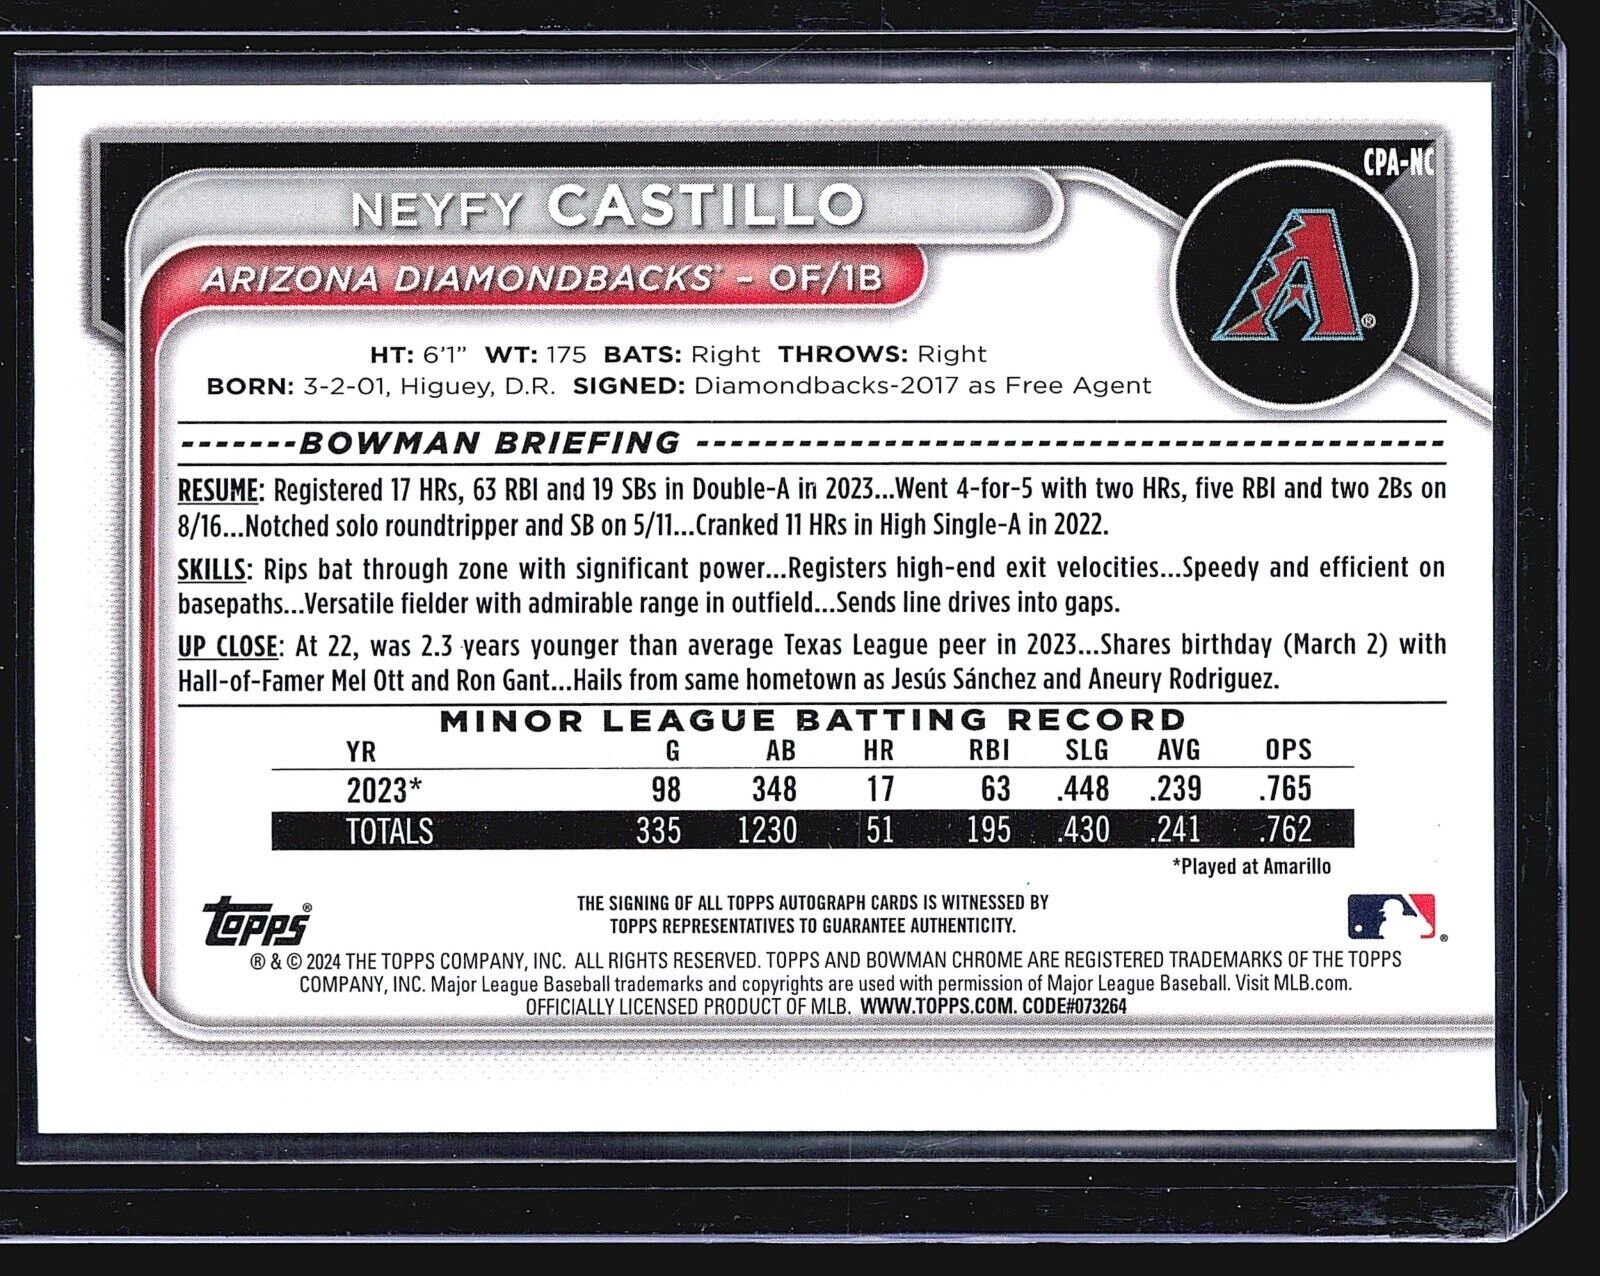 CPA-NC
NEYFY CASTILLO
ARIZONA DIAMONDBACKS® - OF/1B
A®
HT: 6'1" WT: 175 BATS: Right THROWS: Right
BORN: 3-2-01, Higuey, D.R. SIGNED: Diamondbacks-2017 as Free Agent
-------BOWMAN BRIEFING --------------------------------------------
RESUME: Registered 17 HRs, 63 RBI and 19 SBs in Double-A in 2023...Went 4-for-5 with two HRs, five RBI and two 2Bs on
8/16...Notched solo roundtripper and SB on 5/11...Cranked 11 HRs in High Single-A in 2022.
SKILLS: Rips bat through zone with significant power...Registers high-end exit velocities...Speedy and efficient on
basepaths...Versatile fielder with admirable range in outfield...Sends line drives into gaps.
UP CLOSE: At 22, was 2.3 years younger than average Texas League peer in 2023...Shares birthday (March 2) with
Hall-of-Famer Mel Ott and Ron Gant...Hails from same hometown as Jesús Sánchez and Aneury Rodriguez.
MINOR LEAGUE BATTING RECORD
YR G AB HR RBI SLG AVG OPS
2023* 98 348 17 63 .448 .239 .765
TOTALS 335 1230 51 195 .430 .241 .762
*Played at Amarillo
Topps®
THE SIGNING OF ALL TOPPS AUTOGRAPH CARDS IS WITNESSED BY
TOPPS REPRESENTATIVES TO GUARANTEE AUTHENTICITY.
®
® & © 2024 THE TOPPS COMPANY, INC. ALL RIGHTS RESERVED. TOPPS AND BOWMAN CHROME ARE REGISTERED TRADEMARKS OF THE TOPPS
COMPANY, INC. Major League Baseball trademarks and copyrights are used with permission of Major League Baseball. Visit MLB.com.
OFFICIALLY LICENSED PRODUCT OF MLB. WWW.TOPPS.COM. CODE#073264